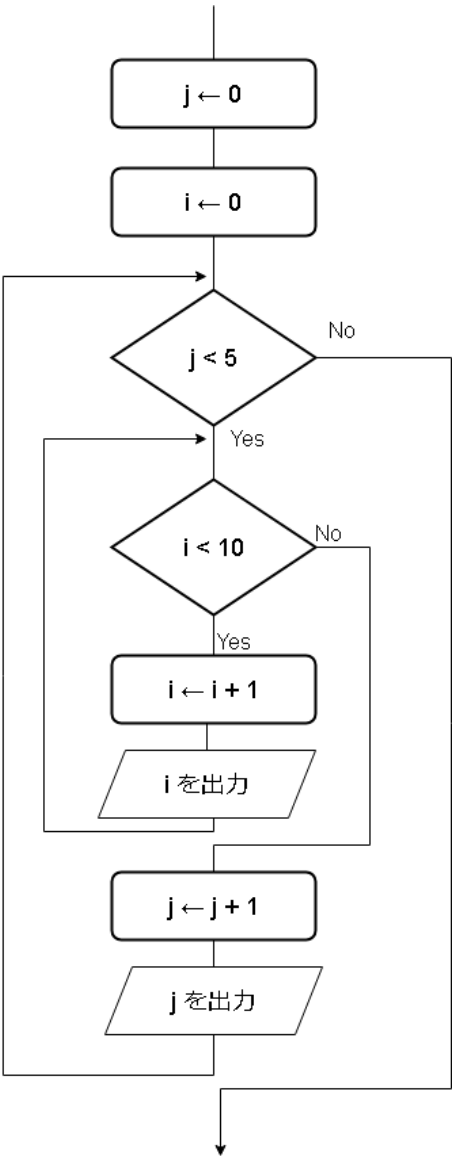 j ← 0
i ← 0
j < 5
No
Yes
i < 10
No
Yes
i ← i + 1
i を出力
j ← j + 1
j を出力